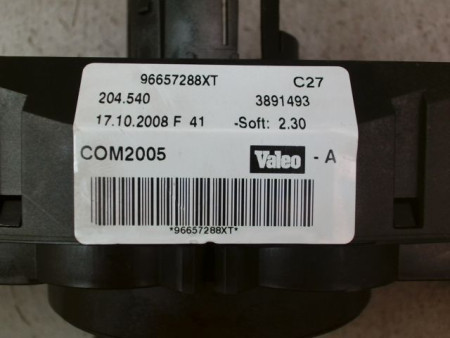 96657288XT C27
204.540 3891493
17.10.2008 F 41 -Soft: 2.30
COM2005 Valeo - A
*96657288XT*